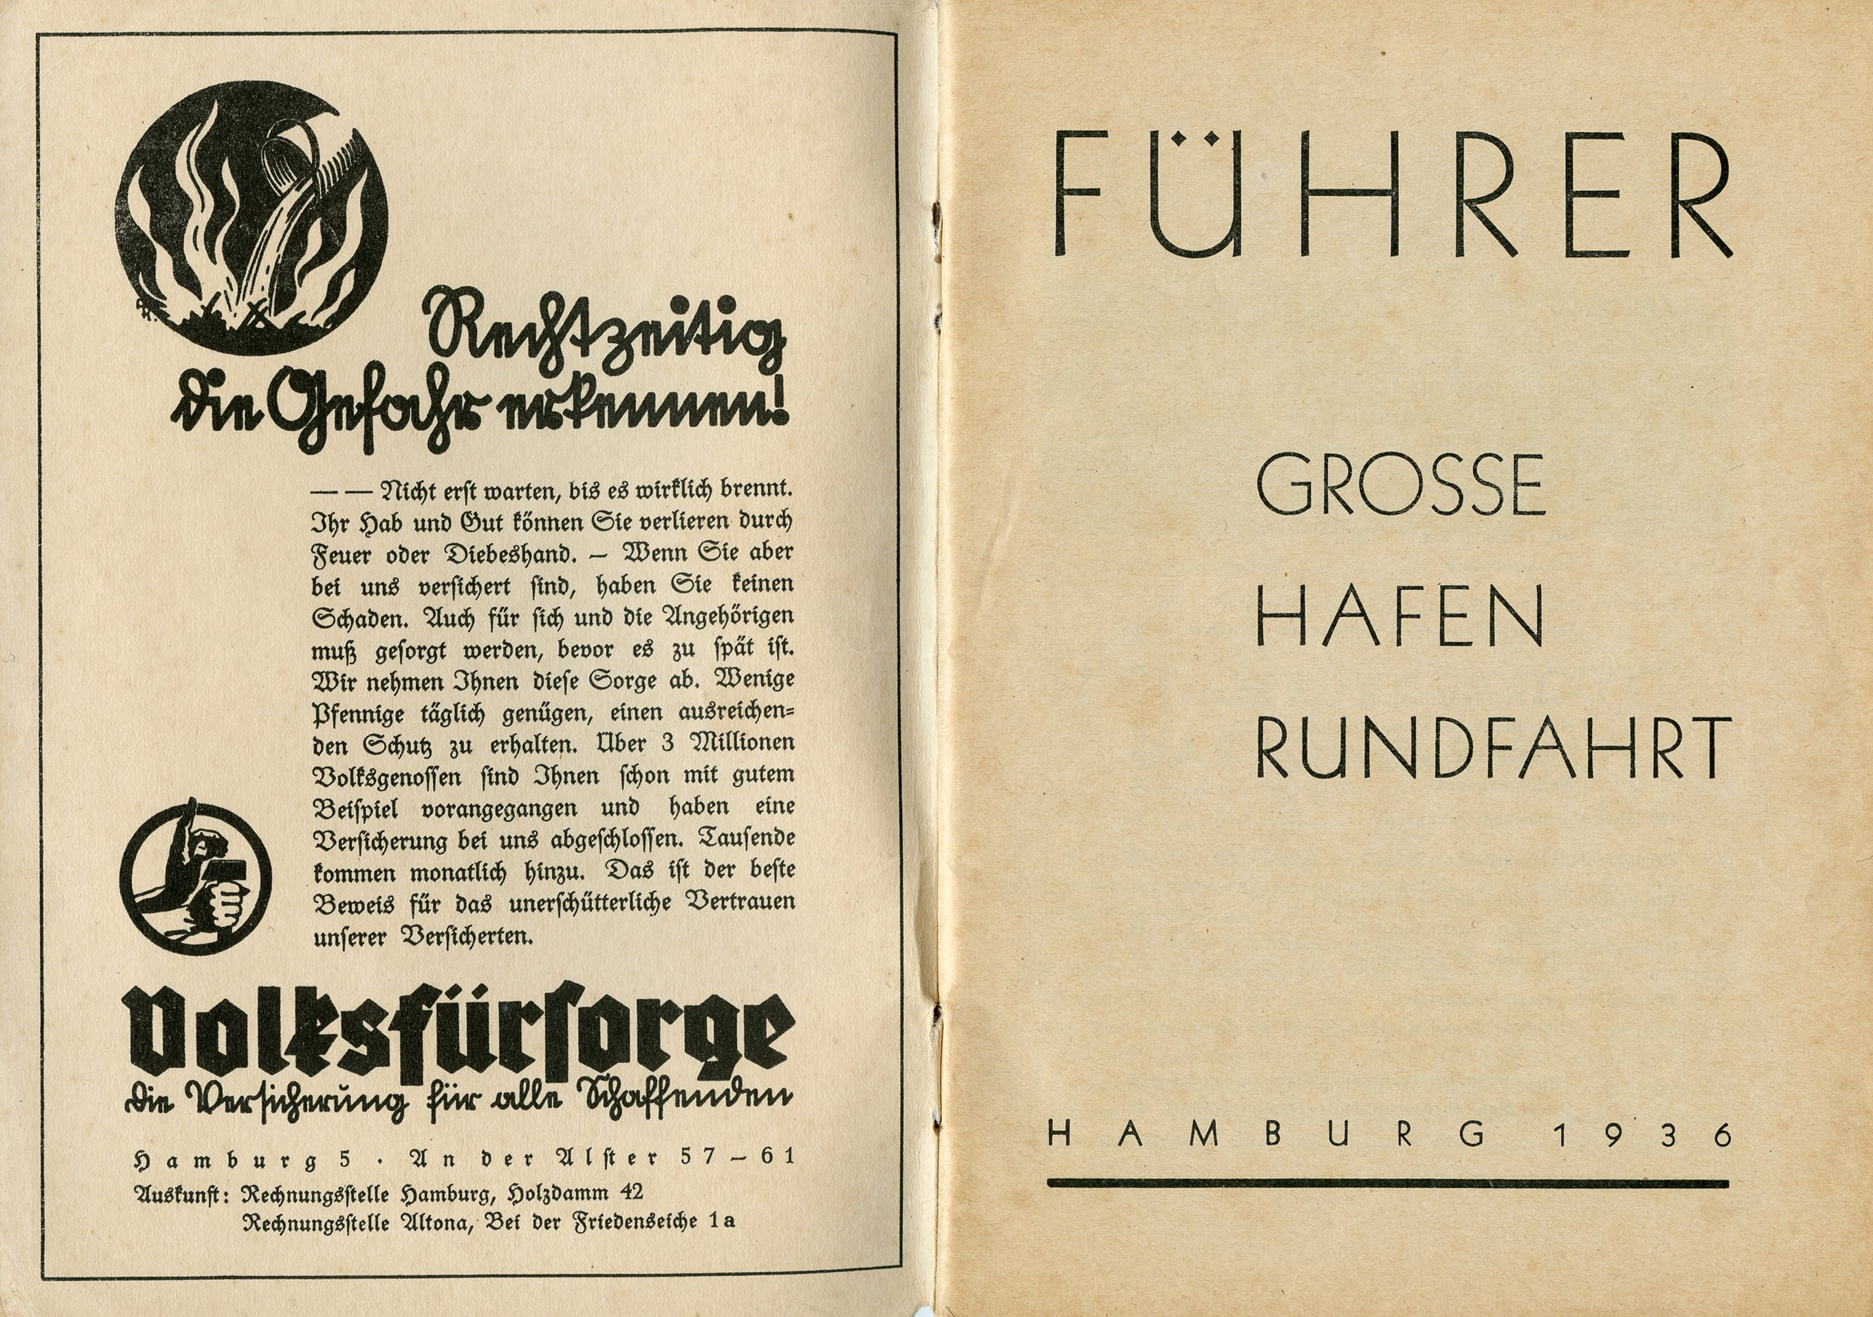 Rechtzeitig
die Gefahr erkennen!
— — Nicht erst warten, bis es wirklich brennt.
Ihr Hab und Gut können Sie verlieren durch
Feuer oder Diebeshand. — Wenn Sie aber
bei uns versichert sind, haben Sie keinen
Schaden. Auch für sich und die Angehörigen
muß gesorgt werden, bevor es zu spät ist.
Wir nehmen Ihnen diese Sorge ab. Wenige
Pfennige täglich genügen, einen ausreichen-
den Schutz zu erhalten. Über 3 Millionen
Volksgenossen sind Ihnen schon mit gutem
Beispiel vorangegangen und haben eine
Versicherung bei uns abgeschlossen. Tausende
kommen monatlich hinzu. Das ist der beste
Beweis für das unerschütterliche Vertrauen
unserer Versicherten.
Volksfürsorge
die Versicherung für alle Schaffenden
Hamburg 5 · An der Alster 57 – 61
Auskunft: Rechnungsstelle Hamburg, Holzdamm 42
Rechnungsstelle Altona, Bei der Friedenseiche 1a
FÜHRER
GROSSE
HAFEN
RUNDFAHRT
HAMBURG 1936